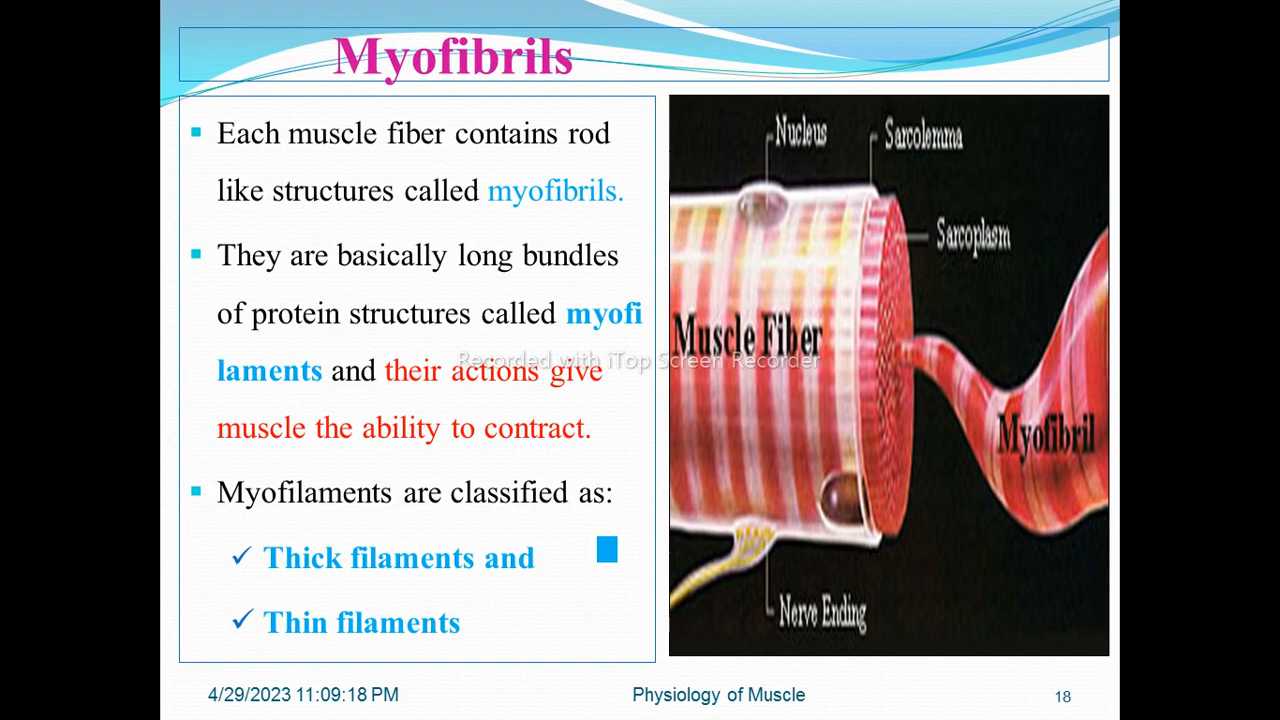 Myofibrils
▪ Each muscle fiber contains rod
like structures called myofibrils.
▪ They are basically long bundles
of protein structures called myofi
laments and their actions give
muscle the ability to contract.
▪ Myofilaments are classified as:
✓ Thick filaments and
✓ Thin filaments
Nucleus
Sarcolemma
Sarcoplasm
Muscle Fiber
Myofibril
Nerve Ending
Recorded with iTop Screen Recorder
4/29/2023 11:09:18 PM
Physiology of Muscle
18